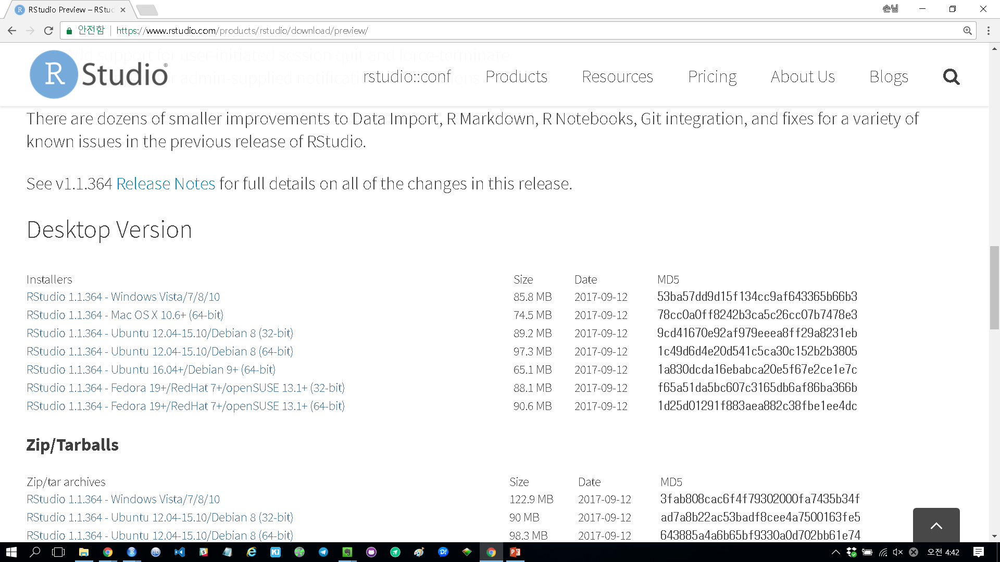 RStudio Preview – RStud
손님
안전함
https://www.rstudio.com/products/rstudio/download/preview/
add support for user-initiated session quit and force-terminate
admin-supplied notifications
R Studio®
rstudio::conf
Products
Resources
Pricing
About Us
Blogs
There are dozens of smaller improvements to Data Import, R Markdown, R Notebooks, Git integration, and fixes for a variety of
known issues in the previous release of RStudio.
See v1.1.364 Release Notes for full details on all of the changes in this release.
Desktop Version
Installers Size Date MD5
RStudio 1.1.364 - Windows Vista/7/8/10 85.8 MB 2017-09-12 53ba57dd9d15f134cc9af643365b66b3
RStudio 1.1.364 - Mac OS X 10.6+ (64-bit) 74.5 MB 2017-09-12 78cc0a0ff8242b3ca5c26cc07b7478e3
RStudio 1.1.364 - Ubuntu 12.04-15.10/Debian 8 (32-bit) 89.2 MB 2017-09-12 9cd41670e92af979eeea8ff29a8231eb
RStudio 1.1.364 - Ubuntu 12.04-15.10/Debian 8 (64-bit) 97.3 MB 2017-09-12 1c49d6d4e20d541c5ca30c152b2b3805
RStudio 1.1.364 - Ubuntu 16.04+/Debian 9+ (64-bit) 65.1 MB 2017-09-12 1a830dcda16ebabca20e5f67e2ce1e7c
RStudio 1.1.364 - Fedora 19+/RedHat 7+/openSUSE 13.1+ (32-bit) 88.1 MB 2017-09-12 f65a51da5bc607c3165db6af86ba366b
RStudio 1.1.364 - Fedora 19+/RedHat 7+/openSUSE 13.1+ (64-bit) 90.6 MB 2017-09-12 1d25d01291f883aea882c38fbe1ee4dc
Zip/Tarballs
Zip/tar archives Size Date MD5
RStudio 1.1.364 - Windows Vista/7/8/10 122.9 MB 2017-09-12 3fab808cac6f4f79302000fa7435b34f
RStudio 1.1.364 - Ubuntu 12.04-15.10/Debian 8 (32-bit) 90 MB 2017-09-12 ad7a8b22ac53badf8cee4a7500163fe5
RStudio 1.1.364 - Ubuntu 12.04-15.10/Debian 8 (64-bit) 98.3 MB 2017-09-12 643885a4a6b65bf9330a0d702bb61e74
오전 4:42